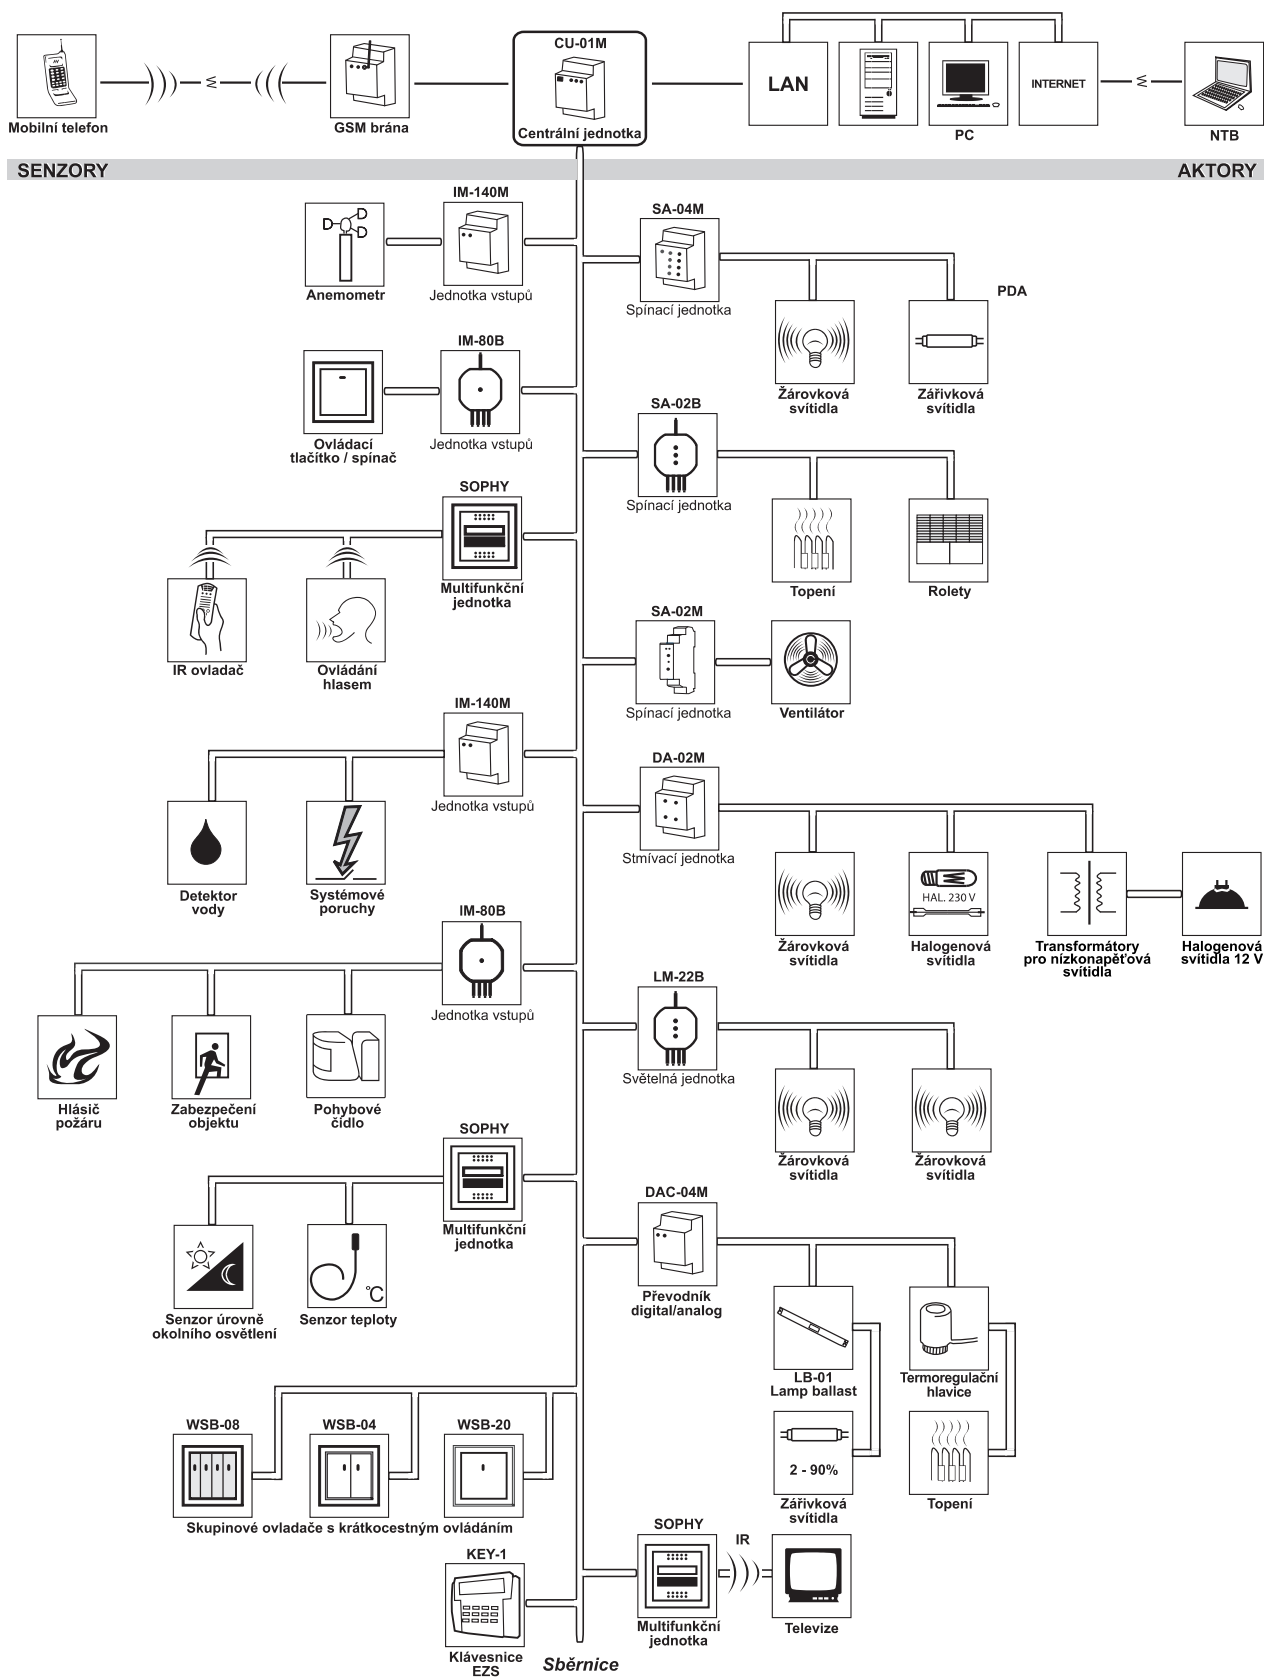 CU-01M
LAN
INTERNET
Mobilní telefon
GSM brána
Centrální jednotka
PC
NTB
SENZORY
AKTORY
IM-140M
Anemometr
Jednotka vstupů
SA-04M
Spínací jednotka
PDA
Žárovková
svítidla
Zářivková
svítidla
IM-80B
Ovládací
tlačítko / spínač
Jednotka vstupů
SA-02B
Spínací jednotka
Topení
Rolety
SOPHY
Multifunkční
jednotka
IR ovladač
Ovládání
hlasem
SA-02M
Spínací jednotka
Ventilátor
IM-140M
Jednotka vstupů
Detektor
vody
Systémové
poruchy
DA-02M
Stmívací jednotka
HAL. 230 V
Žárovková
svítidla
Halogenová
svítidla
Transformátory
pro nízkonapěťová
svítidla
Halogenová
svítidla 12 V
IM-80B
Jednotka vstupů
Hlásič
požáru
Zabezpečení
objektu
Pohybové
čídlo
LM-22B
Světelná jednotka
Žárovková
svítidla
Žárovková
svítidla
SOPHY
Multifunkční
jednotka
°C
Senzor úrovně
okolního osvětlení
Senzor teploty
DAC-04M
Převodník
digital/analog
LB-01
Lamp ballast
Termoregulační
hlavice
2 - 90%
Zářivková
svítidla
Topení
WSB-08
WSB-04
WSB-20
Skupinové ovladače s krátkocestným ovládáním
KEY-1
Klávesnice
EZS
SOPHY
IR
Multifunkční
jednotka
Televize
Sběrnice